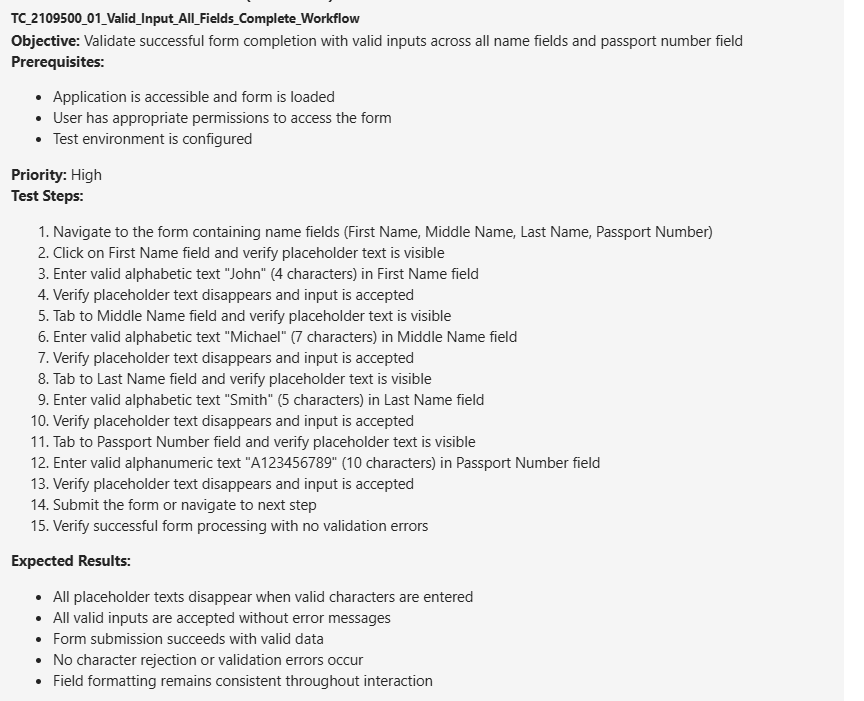 TC_2109500_01_Valid_Input_All_Fields_Complete_Workflow
Objective: Validate successful form completion with valid inputs across all name fields and passport number field
Prerequisites:
• Application is accessible and form is loaded
• User has appropriate permissions to access the form
• Test environment is configured
Priority: High
Test Steps:
1. Navigate to the form containing name fields (First Name, Middle Name, Last Name, Passport Number)
2. Click on First Name field and verify placeholder text is visible
3. Enter valid alphabetic text "John" (4 characters) in First Name field
4. Verify placeholder text disappears and input is accepted
5. Tab to Middle Name field and verify placeholder text is visible
6. Enter valid alphabetic text "Michael" (7 characters) in Middle Name field
7. Verify placeholder text disappears and input is accepted
8. Tab to Last Name field and verify placeholder text is visible
9. Enter valid alphabetic text "Smith" (5 characters) in Last Name field
10. Verify placeholder text disappears and input is accepted
11. Tab to Passport Number field and verify placeholder text is visible
12. Enter valid alphanumeric text "A123456789" (10 characters) in Passport Number field
13. Verify placeholder text disappears and input is accepted
14. Submit the form or navigate to next step
15. Verify successful form processing with no validation errors
Expected Results:
• All placeholder texts disappear when valid characters are entered
• All valid inputs are accepted without error messages
• Form submission succeeds with valid data
• No character rejection or validation errors occur
• Field formatting remains consistent throughout interaction